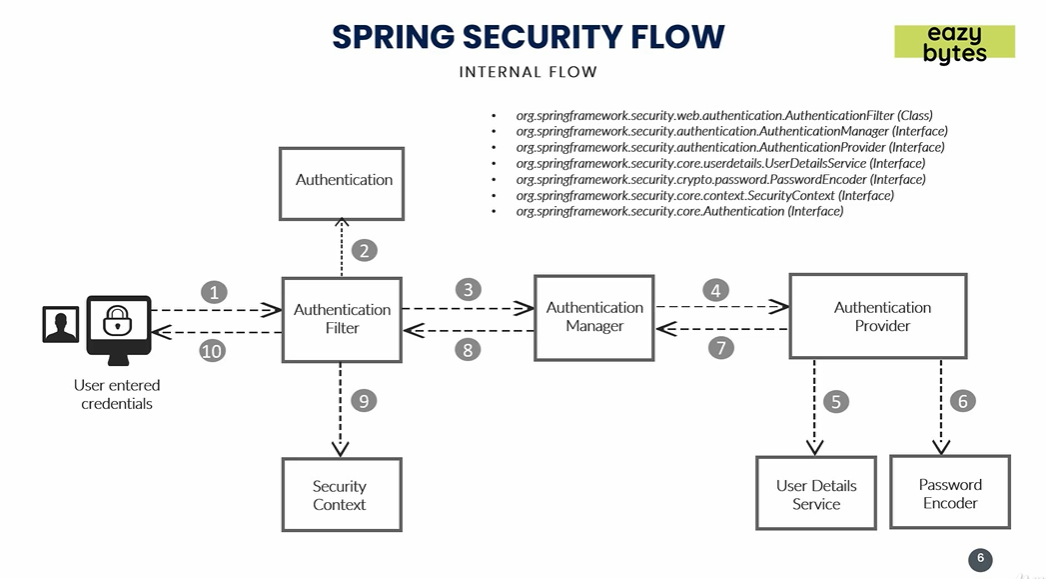 SPRING SECURITY FLOW
INTERNAL FLOW
eazy
bytes
• org.springframework.security.web.authentication.AuthenticationFilter (Class)
• org.springframework.security.authentication.AuthenticationManager (Interface)
• org.springframework.security.authentication.AuthenticationProvider (Interface)
• org.springframework.security.core.userdetails.UserDetailsService (Interface)
• org.springframework.security.crypto.password.PasswordEncoder (Interface)
• org.springframework.security.core.context.SecurityContext (Interface)
• org.springframework.security.core.Authentication (Interface)
Authentication
2
1
3
4
Authentication
Filter
Authentication
Manager
Authentication
Provider
10
8
7
User entered
credentials
9
5
6
Security
Context
User Details
Service
Password
Encoder
6